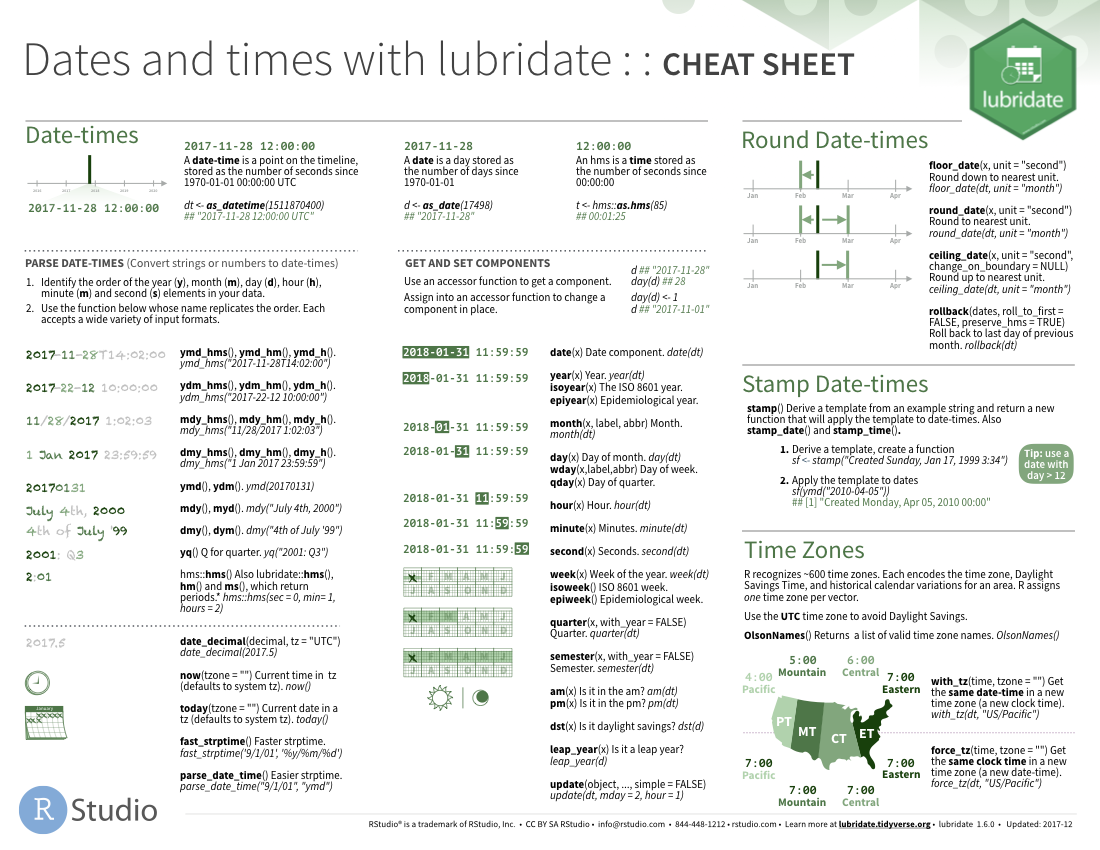 Dates and times with lubridate : : CHEAT SHEET
lubridate
Date-times
2017-11-28 12:00:00
2017-11-28 12:00:00
A date-time is a point on the timeline,
stored as the number of seconds since
1970-01-01 00:00:00 UTC
dt <- as_datetime(1511870400)
## "2017-11-28 12:00:00 UTC"
2017-11-28
A date is a day stored as
the number of days since
1970-01-01
d <- as_date(17498)
## "2017-11-28"
12:00:00
An hms is a time stored as
the number of seconds since
00:00:00
t <- hms::as.hms(85)
## 00:01:25
PARSE DATE-TIMES (Convert strings or numbers to date-times)
1. Identify the order of the year (y), month (m), day (d), hour (h),
minute (m) and second (s) elements in your data.
2. Use the function below whose name replicates the order. Each
accepts a wide variety of input formats.
2017-11-28T14:02:00
ymd_hms(), ymd_hm(), ymd_h().
ymd_hms("2017-11-28T14:02:00")
2017-22-12 10:00:00
ydm_hms(), ydm_hm(), ydm_h().
ydm_hms("2017-22-12 10:00:00")
11/28/2017 1:02:03
mdy_hms(), mdy_hm(), mdy_h().
mdy_hms("11/28/2017 1:02:03")
1 Jan 2017 23:59:59
dmy_hms(), dmy_hm(), dmy_h().
dmy_hms("1 Jan 2017 23:59:59")
20170131
ymd(), ydm(). ymd(20170131)
July 4th, 2000
mdy(), myd(). mdy("July 4th, 2000")
4th of July '99
dmy(), dym(). dmy("4th of July '99")
2001: Q3
yq() Q for quarter. yq("2001: Q3")
2:01
hms::hms() Also lubridate::hms(),
hm() and ms(), which return
periods.* hms::hms(sec = 0, min= 1,
hours = 2)
2017.5
date_decimal(decimal, tz = "UTC")
date_decimal(2017.5)
now(tzone = "") Current time in tz
(defaults to system tz). now()
January
today(tzone = "") Current date in a
tz (defaults to system tz). today()
fast_strptime() Faster strptime.
fast_strptime('9/1/01', '%y/%m/%d')
parse_date_time() Easier strptime.
parse_date_time("9/1/01", "ymd")
GET AND SET COMPONENTS
Use an accessor function to get a component.
Assign into an accessor function to change a
component in place.
d ## "2017-11-28"
day(d) ## 28
day(d) <- 1
d ## "2017-11-01"
2018-01-31 11:59:59
date(x) Date component. date(dt)
2018-01-31 11:59:59
year(x) Year. year(dt)
isoyear(x) The ISO 8601 year.
epiyear(x) Epidemiological year.
2018-01-31 11:59:59
month(x, label, abbr) Month.
month(dt)
2018-01-31 11:59:59
day(x) Day of month. day(dt)
wday(x,label,abbr) Day of week.
qday(x) Day of quarter.
2018-01-31 11:59:59
hour(x) Hour. hour(dt)
2018-01-31 11:59:59
minute(x) Minutes. minute(dt)
2018-01-31 11:59:59
second(x) Seconds. second(dt)
x F M A M J
J A S O N D
week(x) Week of the year. week(dt)
isoweek() ISO 8601 week.
epiweek() Epidemiological week.
x F M A M J
J A S O N D
quarter(x, with_year = FALSE)
Quarter. quarter(dt)
x F M A M J
J A S O N D
semester(x, with_year = FALSE)
Semester. semester(dt)
am(x) Is it in the am? am(dt)
pm(x) Is it in the pm? pm(dt)
dst(x) Is it daylight savings? dst(d)
leap_year(x) Is it a leap year?
leap_year(d)
update(object, ..., simple = FALSE)
update(dt, mday = 2, hour = 1)
Round Date-times
Jan Feb Mar Apr
floor_date(x, unit = "second")
Round down to nearest unit.
floor_date(dt, unit = "month")
Jan Feb Mar Apr
round_date(x, unit = "second")
Round to nearest unit.
round_date(dt, unit = "month")
Jan Feb Mar Apr
ceiling_date(x, unit = "second",
change_on_boundary = NULL)
Round up to nearest unit.
ceiling_date(dt, unit = "month")
rollback(dates, roll_to_first =
FALSE, preserve_hms = TRUE)
Roll back to last day of previous
month. rollback(dt)
Stamp Date-times
stamp() Derive a template from an example string and return a new
function that will apply the template to date-times. Also
stamp_date() and stamp_time().
1. Derive a template, create a function
sf <- stamp("Created Sunday, Jan 17, 1999 3:34")
2. Apply the template to dates
sf(ymd("2010-04-05"))
## [1] "Created Monday, Apr 05, 2010 00:00"
Tip: use a
date with
day > 12
Time Zones
R recognizes ~600 time zones. Each encodes the time zone, Daylight
Savings Time, and historical calendar variations for an area. R assigns
one time zone per vector.
Use the UTC time zone to avoid Daylight Savings.
OlsonNames() Returns a list of valid time zone names. OlsonNames()
5:00 6:00
Mountain Central
4:00 7:00
Pacific Eastern
PT MT CT ET
7:00 7:00
Pacific Eastern
7:00 7:00
Mountain Central
with_tz(time, tzone = "") Get
the same date-time in a new
time zone (a new clock time).
with_tz(dt, "US/Pacific")
force_tz(time, tzone = "") Get
the same clock time in a new
time zone (a new date-time).
force_tz(dt, "US/Pacific")
R Studio
RStudio® is a trademark of RStudio, Inc. • CC BY SA RStudio • info@rstudio.com • 844-448-1212 • rstudio.com • Learn more at lubridate.tidyverse.org • lubridate 1.6.0 • Updated: 2017-12